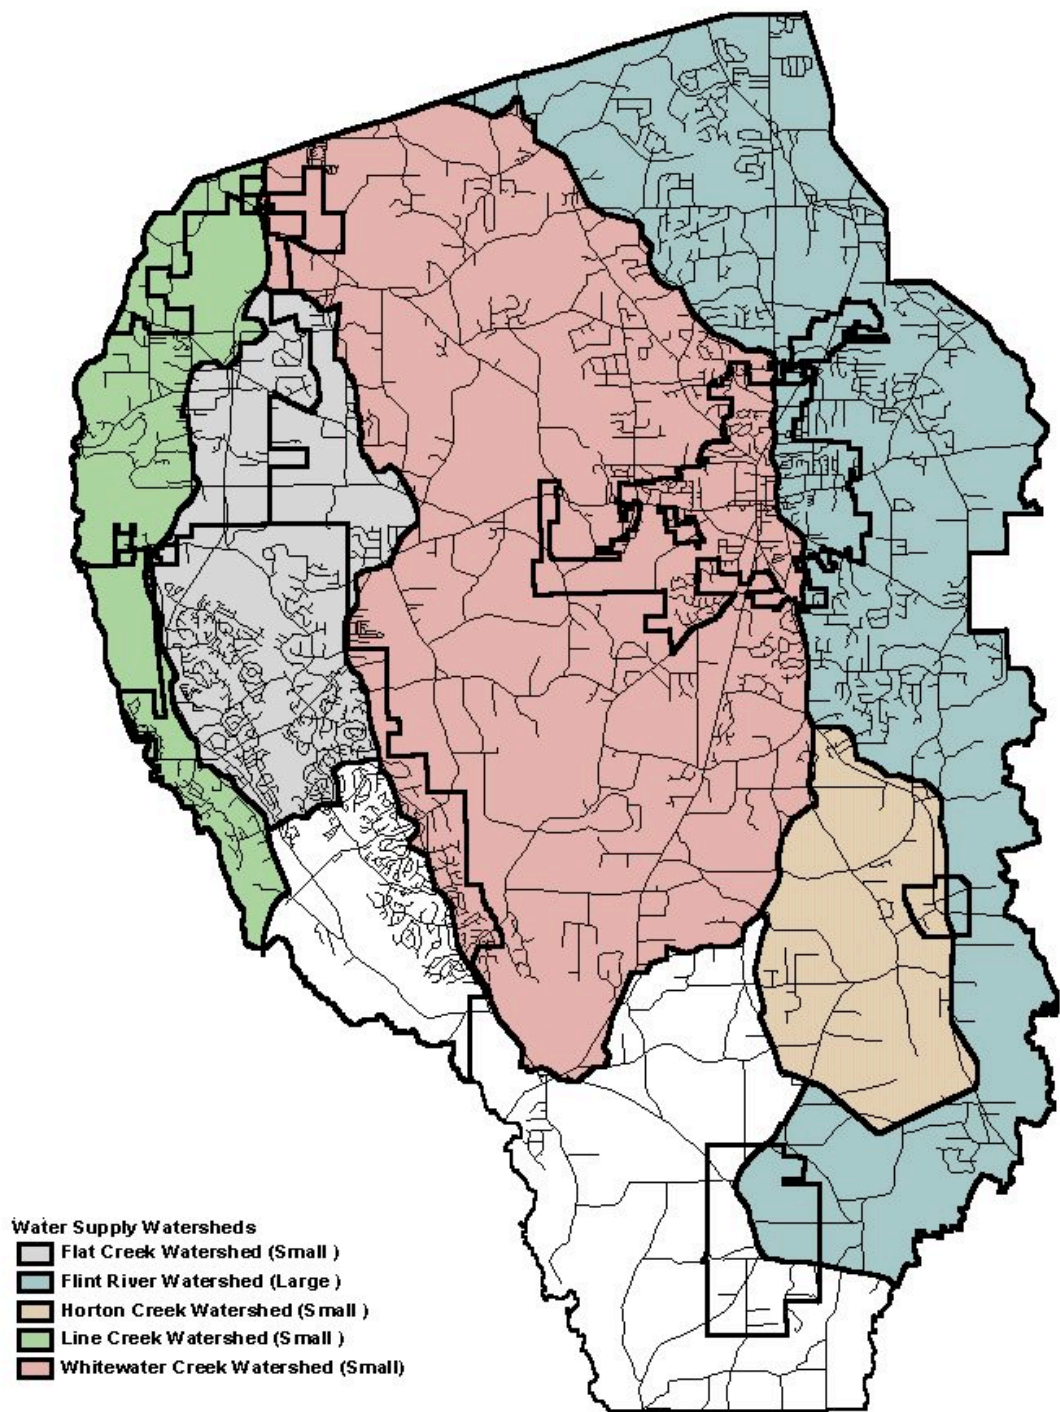 Water Supply Watersheds
Flat Creek Watershed (Small )
Flint River Watershed (Large )
Horton Creek Watershed (Small )
Line Creek Watershed (Small )
Whitewater Creek Watershed (Small)